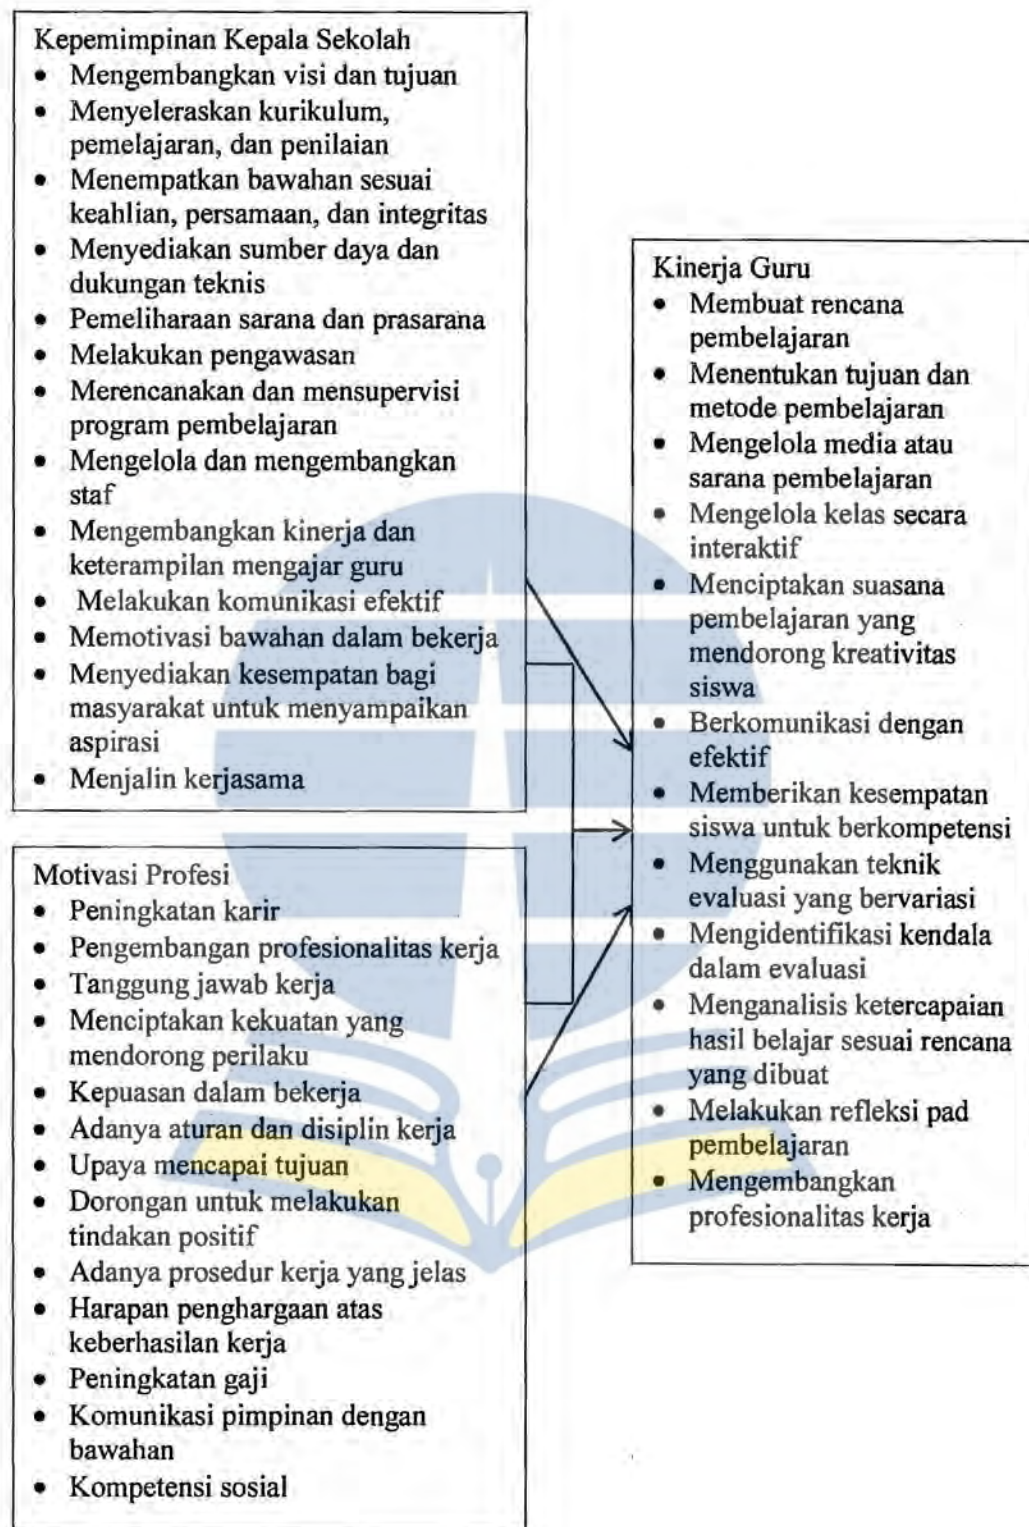 Kepemimpinan Kepala Sekolah
• Mengembangkan visi dan tujuan
• Menyeleraskan kurikulum,
pemelajaran, dan penilaian
• Menempatkan bawahan sesuai
keahlian, persamaan, dan integritas
• Menyediakan sumber daya dan
dukungan teknis
• Pemeliharaan sarana dan prasarana
• Melakukan pengawasan
• Merencanakan dan mensupervisi
program pembelajaran
• Mengelola dan mengembangkan
staf
• Mengembangkan kinerja dan
keterampilan mengajar guru
• Melakukan komunikasi efektif
• Memotivasi bawahan dalam bekerja
• Menyediakan kesempatan bagi
masyarakat untuk menyampaikan
aspirasi
• Menjalin kerjasama
Motivasi Profesi
• Peningkatan karir
• Pengembangan profesionalitas kerja
• Tanggung jawab kerja
• Menciptakan kekuatan yang
mendorong perilaku
• Kepuasan dalam bekerja
• Adanya aturan dan disiplin kerja
• Upaya mencapai tujuan
• Dorongan untuk melakukan
tindakan positif
• Adanya prosedur kerja yang jelas
• Harapan penghargaan atas
keberhasilan kerja
• Peningkatan gaji
• Komunikasi pimpinan dengan
bawahan
• Kompetensi sosial
Kinerja Guru
• Membuat rencana
pembelajaran
• Menentukan tujuan dan
metode pembelajaran
• Mengelola media atau
sarana pembelajaran
• Mengelola kelas secara
interaktif
• Menciptakan suasana
pembelajaran yang
mendorong kreativitas
siswa
• Berkomunikasi dengan
efektif
• Memberikan kesempatan
siswa untuk berkompetensi
• Menggunakan teknik
evaluasi yang bervariasi
• Mengidentifikasi kendala
dalam evaluasi
• Menganalisis ketercapaian
hasil belajar sesuai rencana
yang dibuat
• Melakukan refleksi pad
pembelajaran
• Mengembangkan
profesionalitas kerja